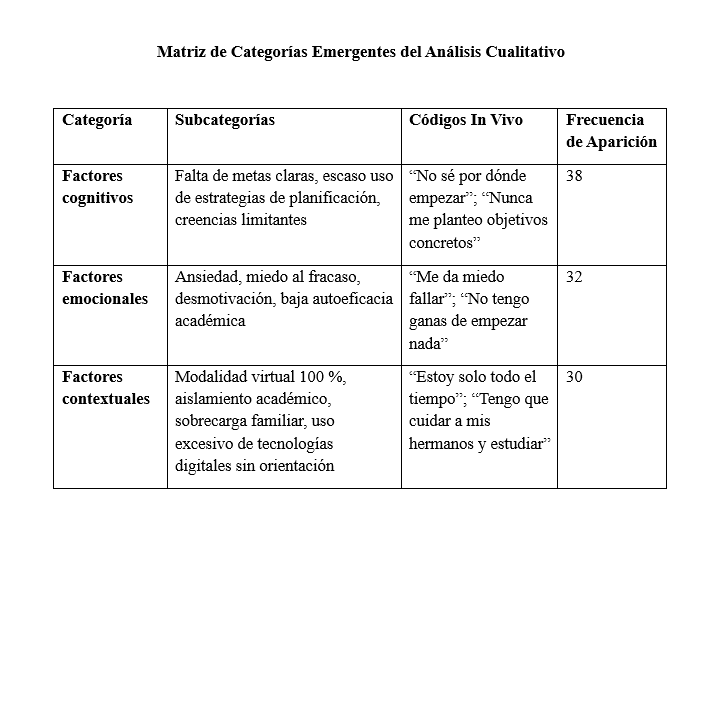 Matriz de Categorías Emergentes del Análisis Cualitativo
Categoría
Subcategorías
Códigos In Vivo
Frecuencia
de Aparición
Factores
cognitivos
Falta de metas claras, escaso uso
de estrategias de planificación,
creencias limitantes
“No sé por dónde
empezar”; “Nunca
me planteo objetivos
concretos”
38
Factores
emocionales
Ansiedad, miedo al fracaso,
desmotivación, baja autoeficacia
académica
“Me da miedo
fallar”; “No tengo
ganas de empezar
nada”
32
Factores
contextuales
Modalidad virtual 100 %,
aislamiento académico,
sobrecarga familiar, uso
excesivo de tecnologías
digitales sin orientación
“Estoy solo todo el
tiempo”; “Tengo que
cuidar a mis
hermanos y estudiar”
30